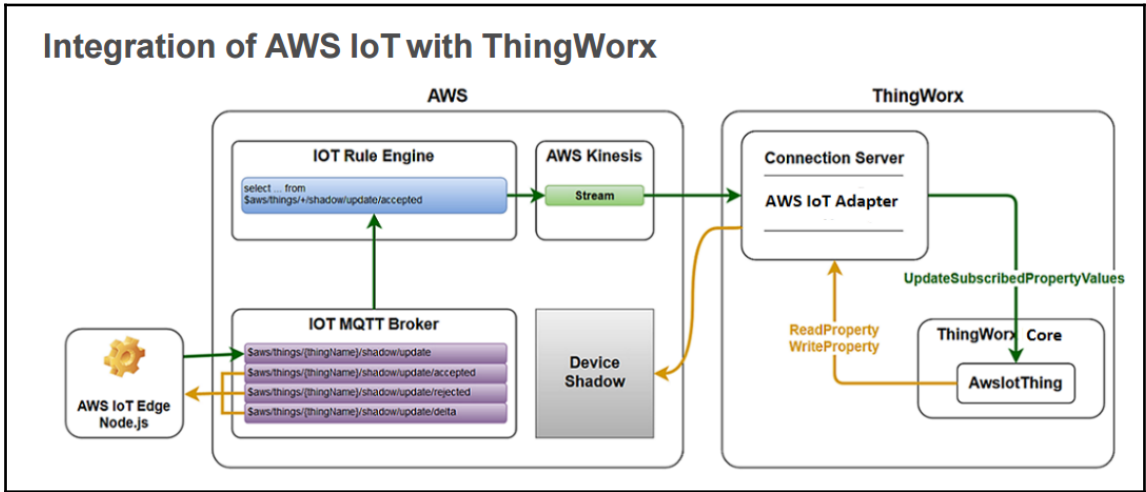 Integration of AWS IoT with ThingWorx
AWS
ThingWorx
IOT Rule Engine
select ... from
$aws/things/+/shadow/update/accepted
AWS Kinesis
Stream
Connection Server
AWS IoT Adapter
UpdateSubscribedPropertyValues
IOT MQTT Broker
$aws/things/{thingName}/shadow/update
$aws/things/{thingName}/shadow/update/accepted
$aws/things/{thingName}/shadow/update/rejected
$aws/things/{thingName}/shadow/update/delta
Device
Shadow
ReadProperty
WriteProperty
ThingWorx Core
AwsIotThing
AWS IoT Edge
Node.js